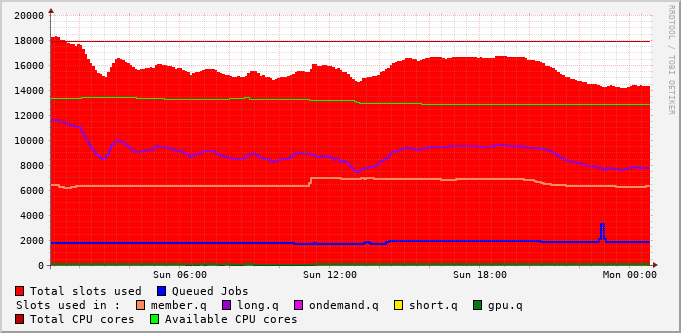 20000
18000
16000
14000
12000
10000
8000
6000
4000
2000
0
Sun 06:00 Sun 12:00 Sun 18:00 Mon 00:00
RRDTOOL / TOBI OETIKER
Total slots used Queued Jobs
Slots used in : member.q long.q ondemand.q short.q gpu.q
Total CPU cores Available CPU cores